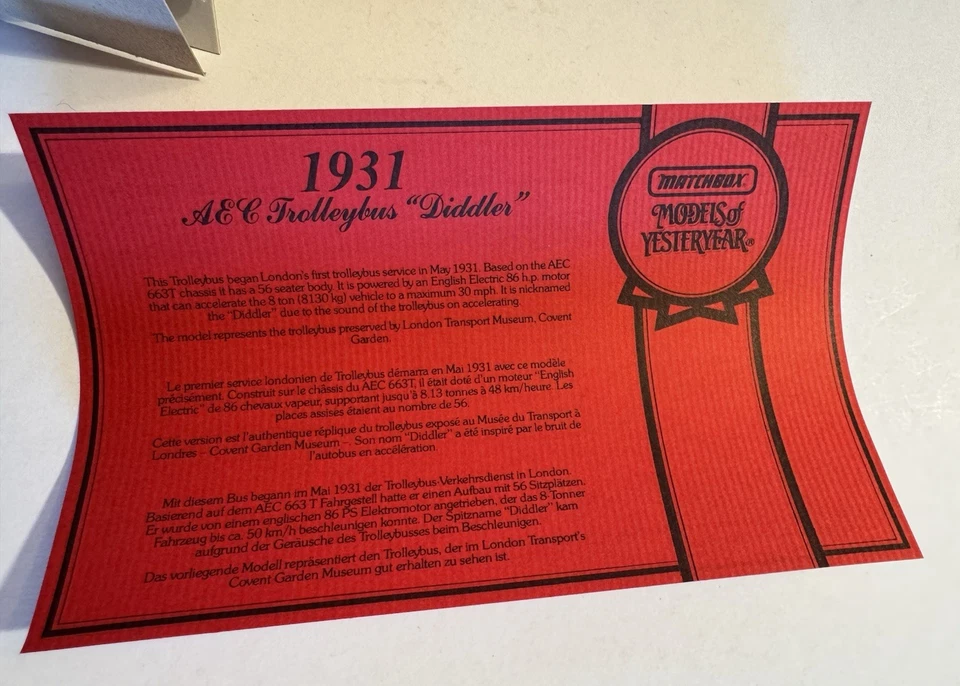 1931
AEC Trolleybus “Diddler”
MATCHBOX
MODELS of
YESTERYEAR®
This Trolleybus began London's first trolleybus service in May 1931. Based on the AEC
663T chassis it has a 56 seater body. It is powered by an English Electric 86 h.p. motor
that can accelerate the 8 ton (8130 kg) vehicle to a maximum 30 mph. It is nicknamed
the “Diddler” due to the sound of the trolleybus on accelerating.
The model represents the trolleybus preserved by London Transport Museum, Covent
Garden.
Le premier service londonien de Trolleybus démarra en Mai 1931 avec ce modèle
précisément. Construit sur le châssis du AEC 663T, il était doté d'un moteur “English
Electric” de 86 chevaux vapeur, supportant jusqu'à 8.13 tonnes à 48 km/heure. Les
places assises étaient au nombre de 56.
Cette version est l'authentique réplique du trolleybus exposé au Musée du Transport à
Londres – Covent Garden Museum –. Son nom “Diddler” a été inspiré par le bruit de
l'autobus en accélération.
Mit diesem Bus begann im Mai 1931 der Trolleybus-Verkehrsdienst in London.
Basierend auf dem AEC 663 T Fahrgestell hatte er einen Aufbau mit 56 Sitzplätzen.
Er wurde von einem englischen 86 PS Elektromotor angetrieben, der das 8-Tonner
Fahrzeug bis ca. 50 km/h beschleunigen konnte. Der Spitzname “Diddler” kam
aufgrund der Geräusche des Trolleybusses beim Beschleunigen.
Das vorliegende Modell repräsentiert den Trolleybus, der im London Transport's
Covent Garden Museum gut erhalten zu sehen ist.